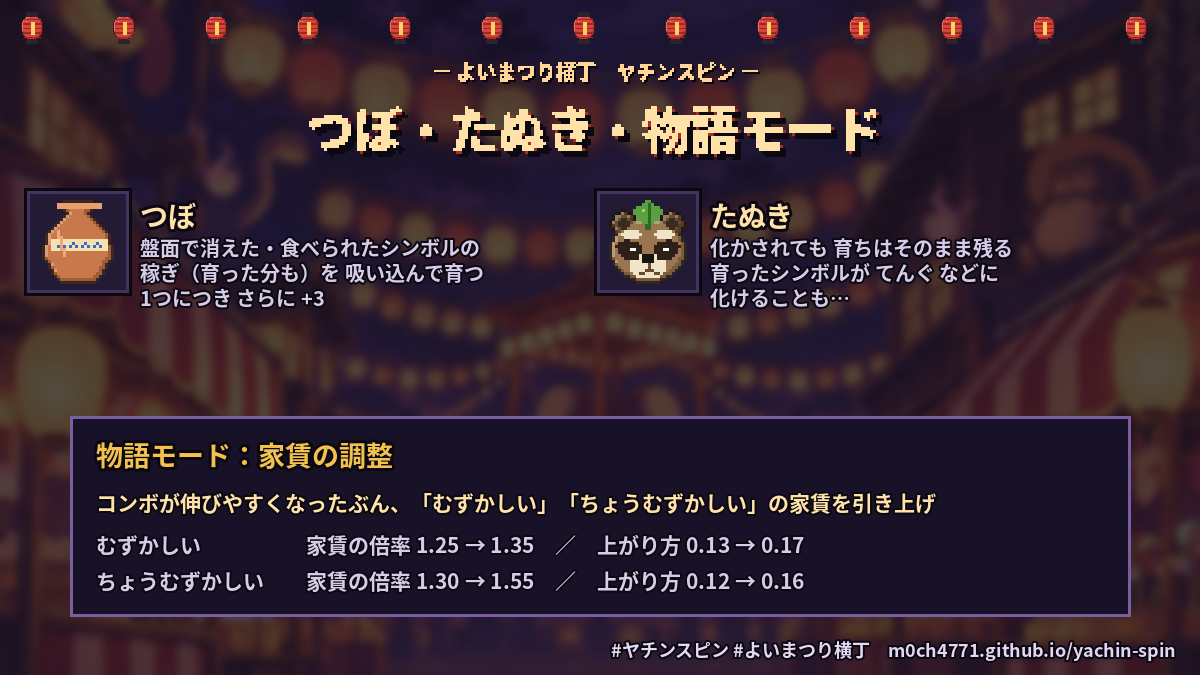 ― よいまつり横丁　ヤチンスピン ―
つぼ・たぬき・物語モード
つぼ
盤面で消えた・食べられたシンボルの
稼ぎ（育った分も）を 吸い込んで育つ
1つにつき さらに +3
たぬき
化かされても 育ちはそのまま残る
育ったシンボルが てんぐ などに
化けることも…
物語モード：家賃の調整
コンボが伸びやすくなったぶん、「むずかしい」「ちょうむずかしい」の家賃を引き上げ
むずかしい　家賃の倍率 1.25 → 1.35　／　上がり方 0.13 → 0.17
ちょうむずかしい　家賃の倍率 1.30 → 1.55　／　上がり方 0.12 → 0.16
#ヤチンスピン #よいまつり横丁　m0ch4771.github.io/yachin-spin